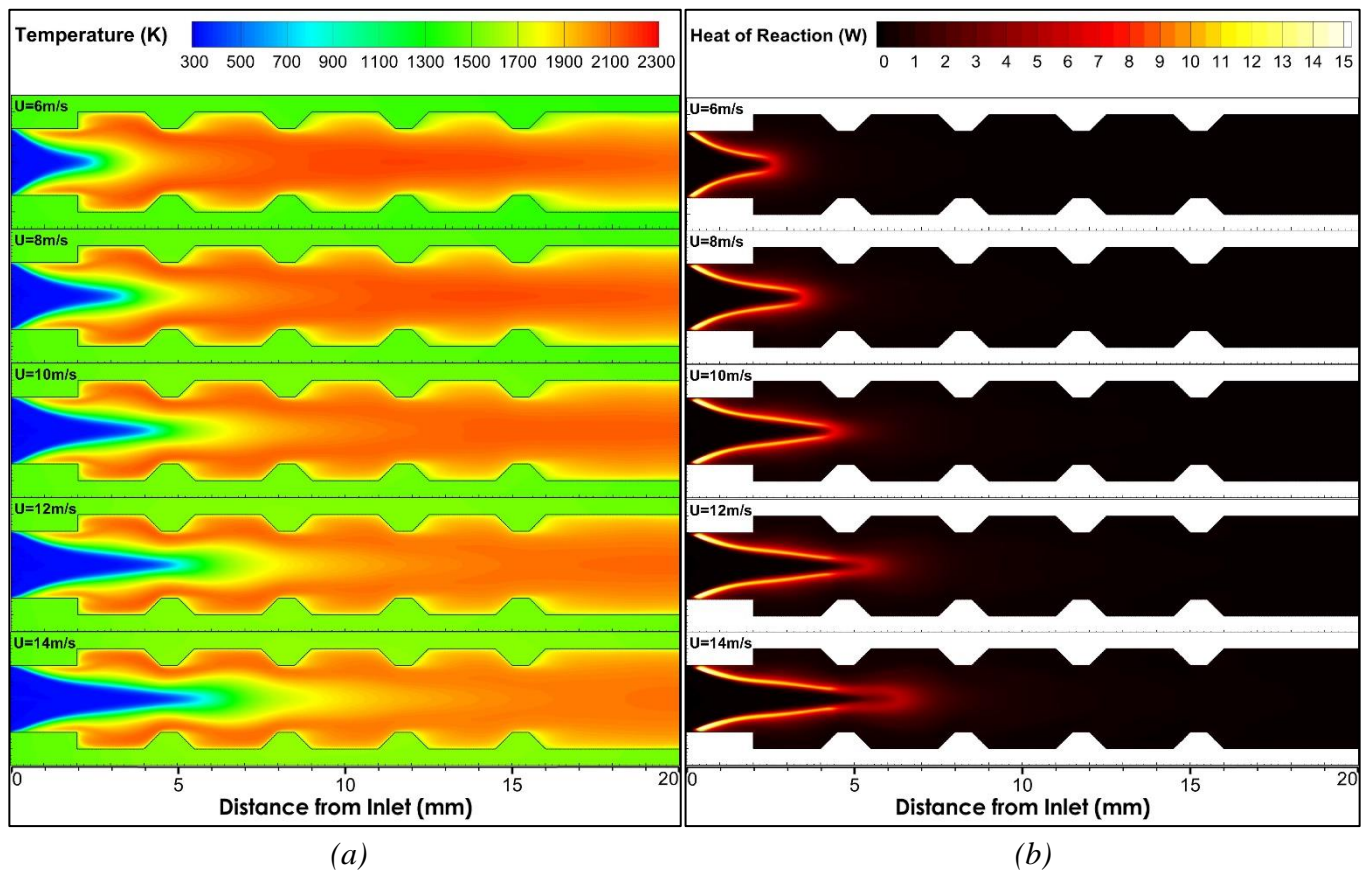 Temperature (K)
300 500 700 900 1100 1300 1500 1700 1900 2100 2300
U=6m/s
U=8m/s
U=10m/s
U=12m/s
U=14m/s
0 5 10 15 20
Distance from Inlet (mm)
(a)
Heat of Reaction (W)
0 1 2 3 4 5 6 7 8 9 10 11 12 13 14 15
U=6m/s
U=8m/s
U=10m/s
U=12m/s
U=14m/s
0 5 10 15 20
Distance from Inlet (mm)
(b)